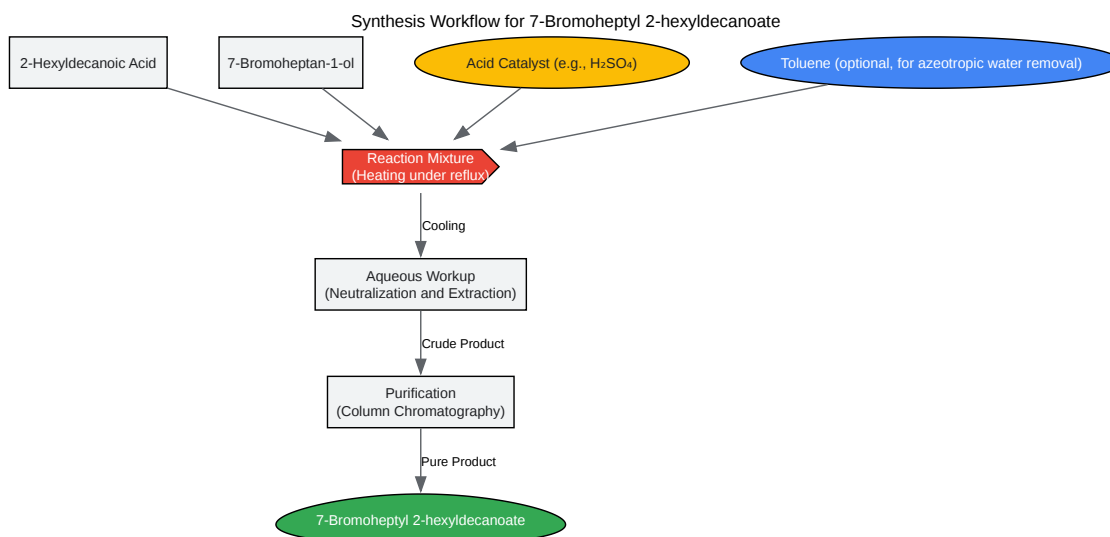 Synthesis Workflow for 7-Bromoheptyl 2-hexyldecanoate
2-Hexyldecanoic Acid
7-Bromoheptan-1-ol
Acid Catalyst (e.g., H₂SO₄)
Toluene (optional, for azeotropic water removal)
Reaction Mixture
(Heating under reflux)
Cooling
Aqueous Workup
(Neutralization and Extraction)
Crude Product
Purification
(Column Chromatography)
Pure Product
7-Bromoheptyl 2-hexyldecanoate